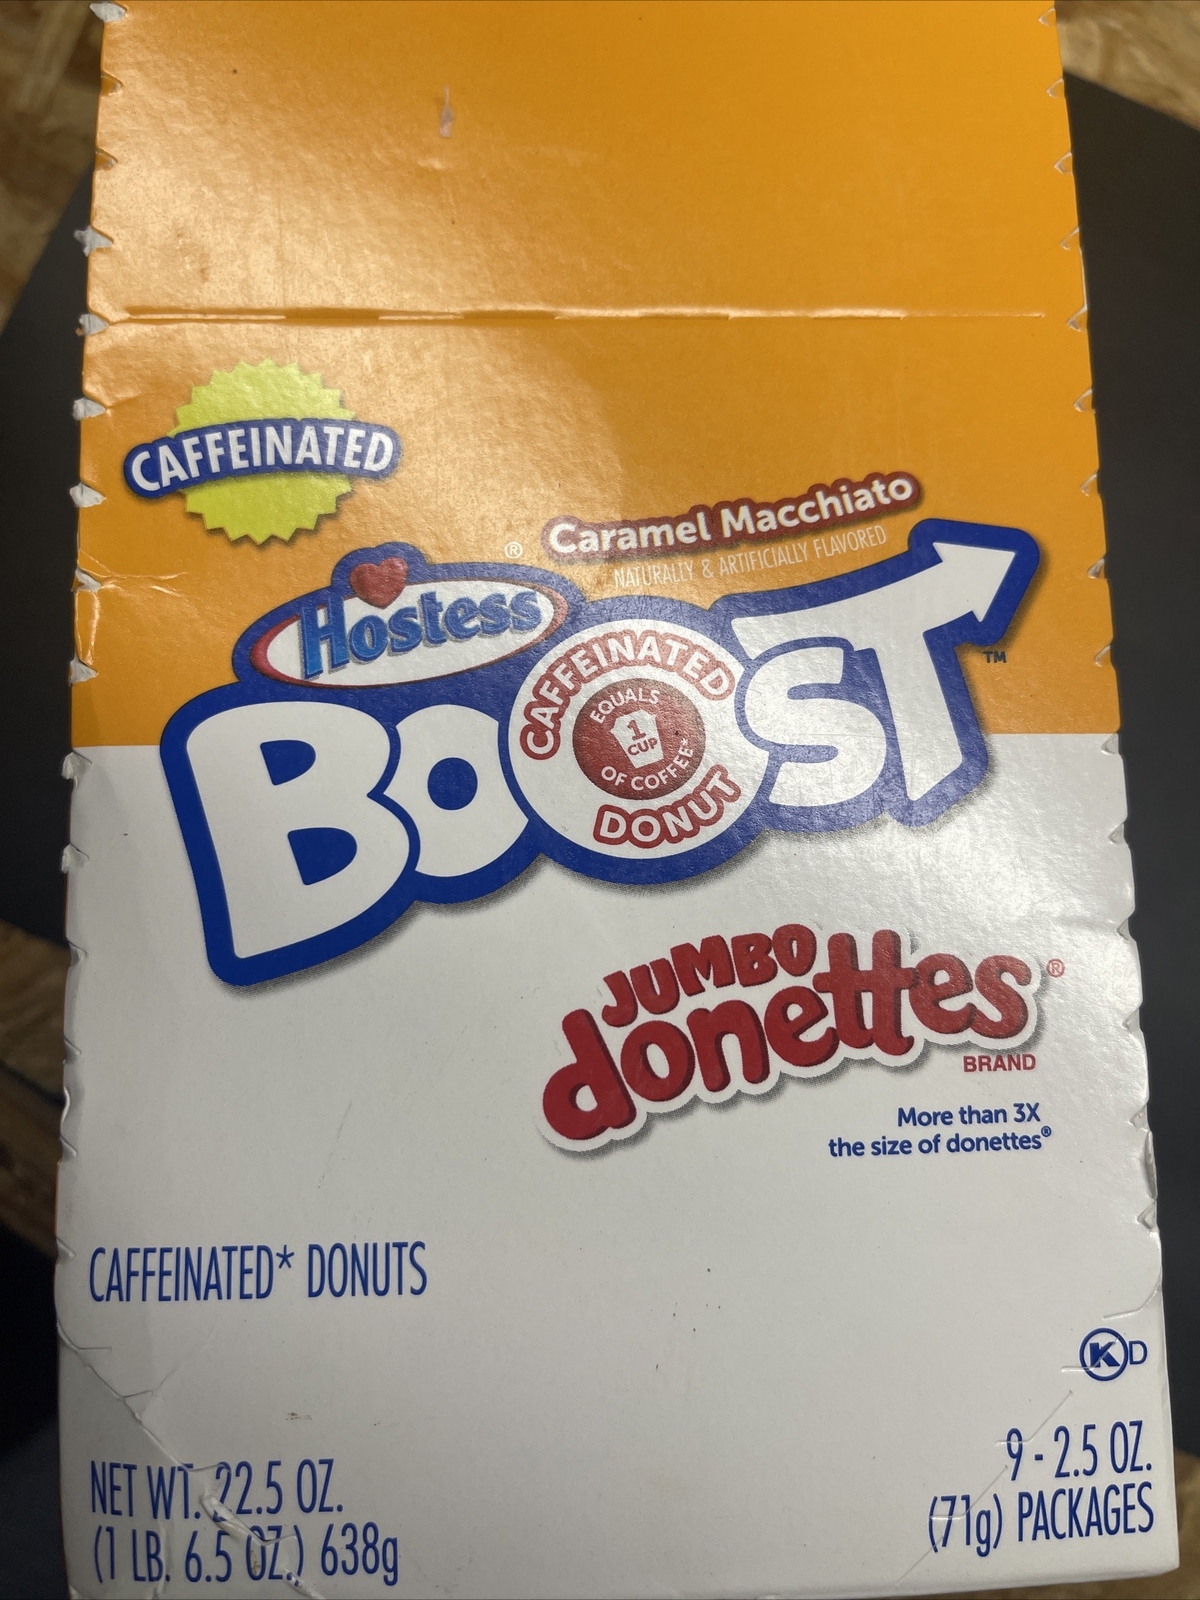 CAFFEINATED
Caramel Macchiato
NATURALLY & ARTIFICIALLY FLAVORED
Hostess®
BOOST™
CAFFEINATED
EQUALS
1
CUP
OF COFFEE*
DONUT
JUMBO
donettes®
BRAND
More than 3X
the size of donettes®
CAFFEINATED* DONUTS
KD
NET WT. 22.5 OZ.
(1 LB. 6.5 OZ.) 638g
9 - 2.5 OZ.
(71g) PACKAGES